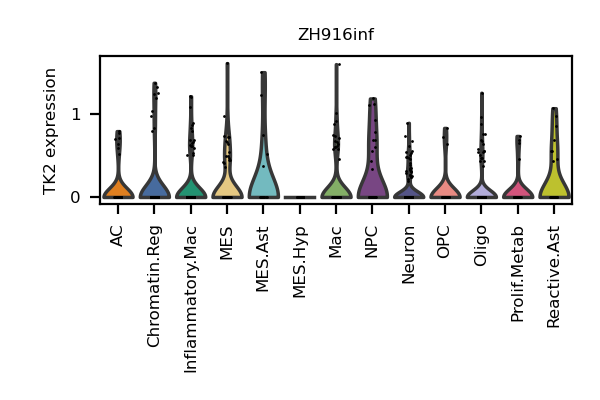 ZH916inf
TK2 expression
1
0
AC
Chromatin.Reg
Inflammatory.Mac
MES
MES.Ast
MES.Hyp
Mac
NPC
Neuron
OPC
Oligo
Prolif.Metab
Reactive.Ast